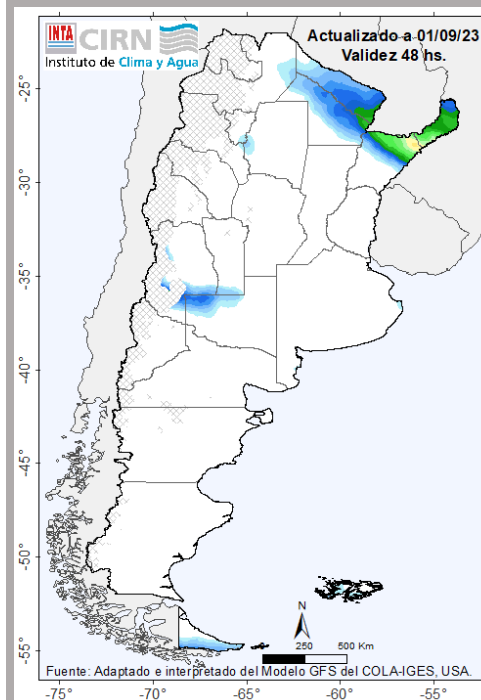 INTA CIRN
Instituto de Clima y Agua
Actualizado a 01/09/23
Validez 48 hs.
-25°
-30°
-35°
-40°
-45°
-50°
-55°
N
0 250 500 Km
Fuente: Adaptado e interpretado del Modelo GFS del COLA-IGES, USA.
-75° -70° -65° -60° -55°